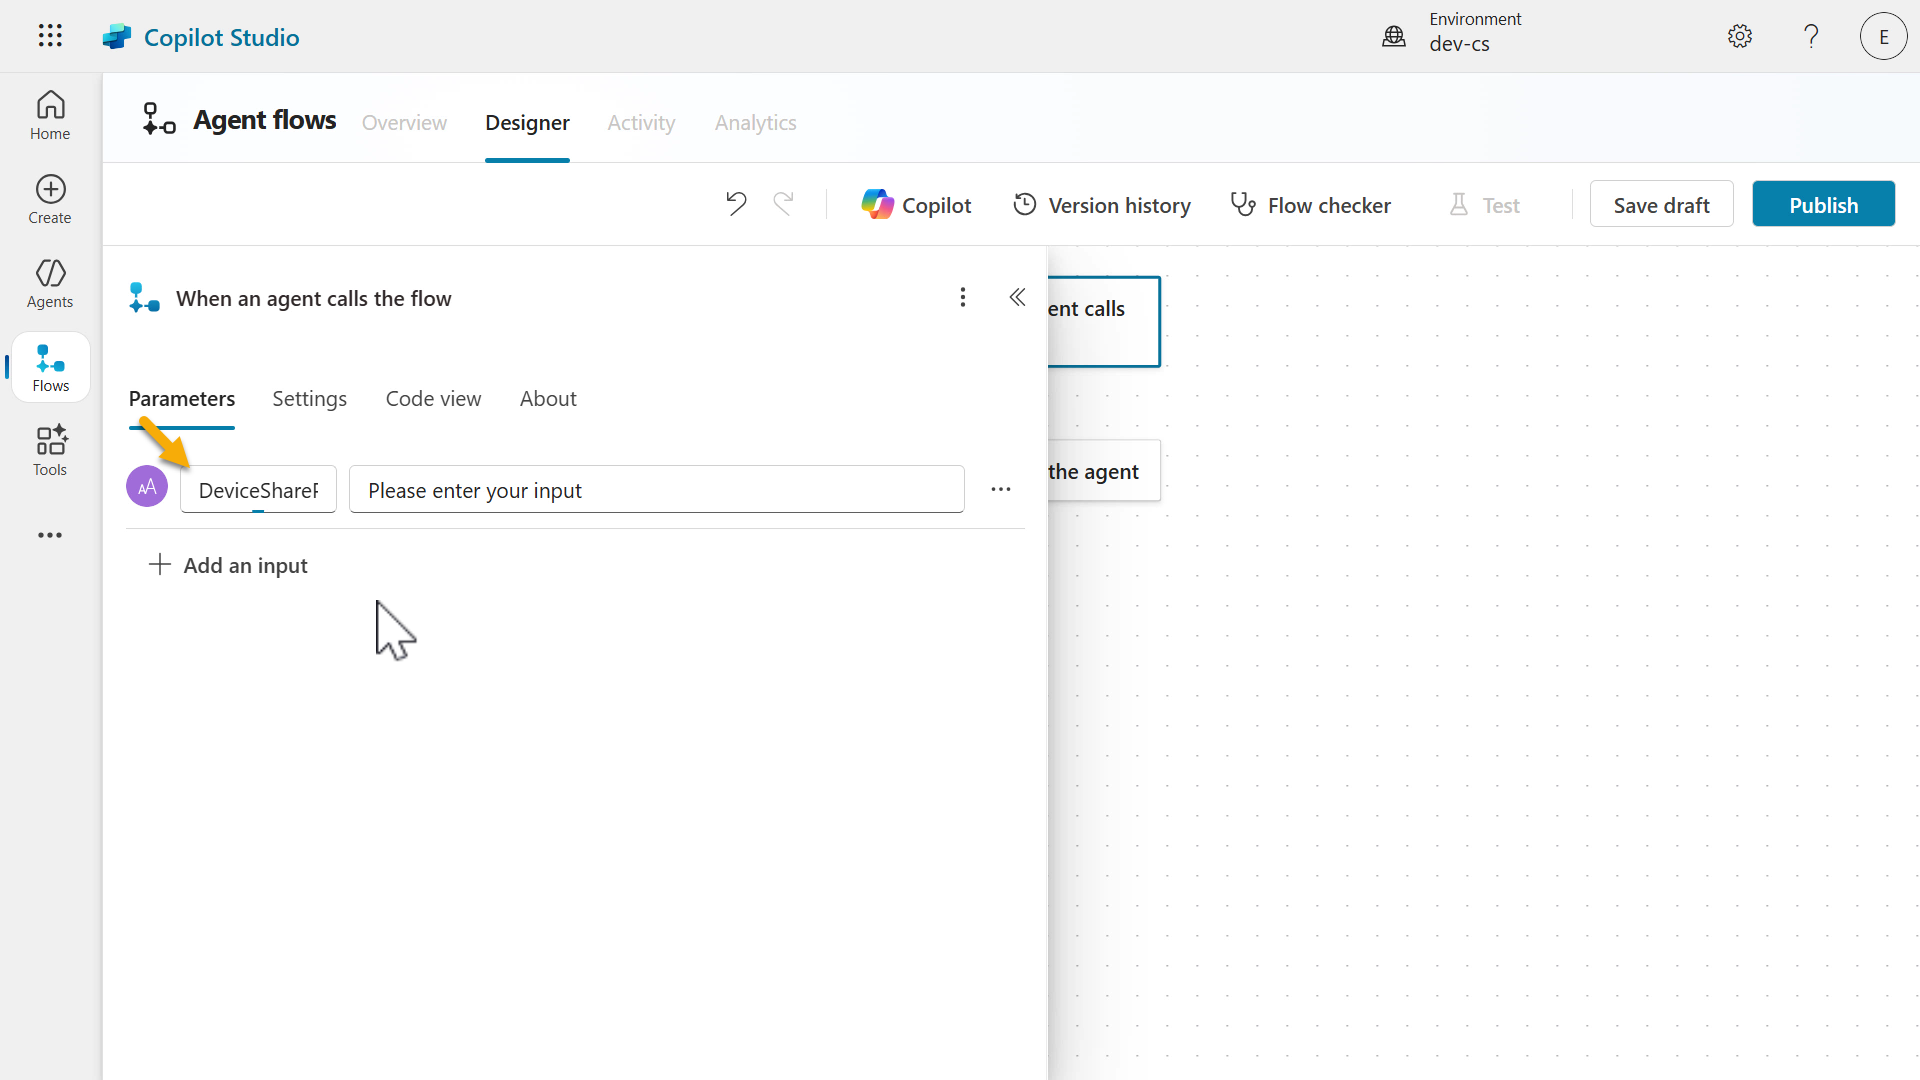 Copilot Studio
Environment
dev-cs
E
Home
Create
Agents
Flows
Tools
Agent flows
Overview
Designer
Activity
Analytics
Copilot
Version history
Flow checker
Test
Save draft
Publish
When an agent calls the flow
Parameters
Settings
Code view
About
AA
DeviceShareP
Please enter your input
Add an input
ent calls
the agent